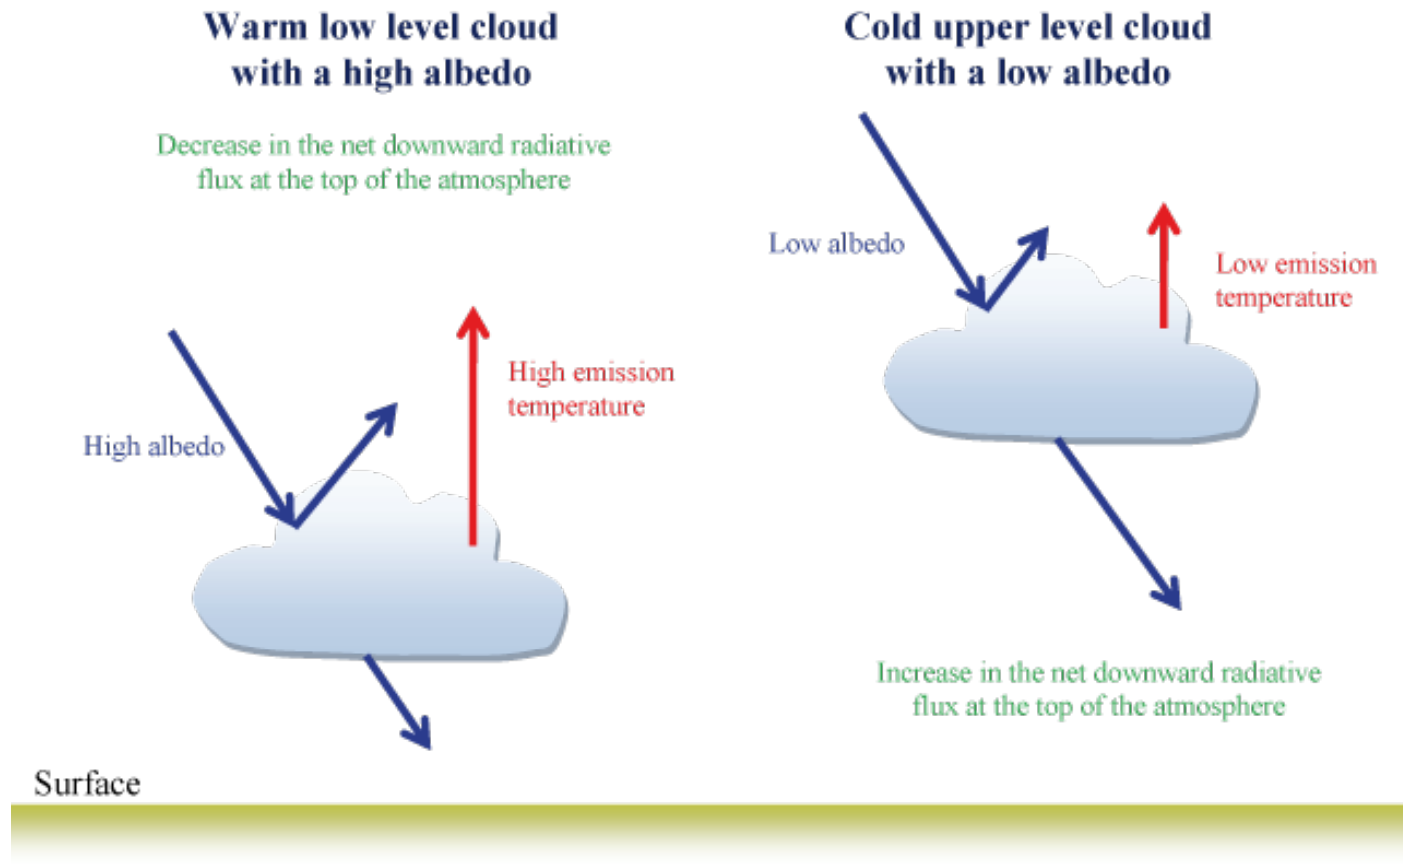 Warm low level cloud
with a high albedo
Decrease in the net downward radiative
flux at the top of the atmosphere
High albedo
High emission
temperature
Cold upper level cloud
with a low albedo
Low albedo
Low emission
temperature
Increase in the net downward radiative
flux at the top of the atmosphere
Surface